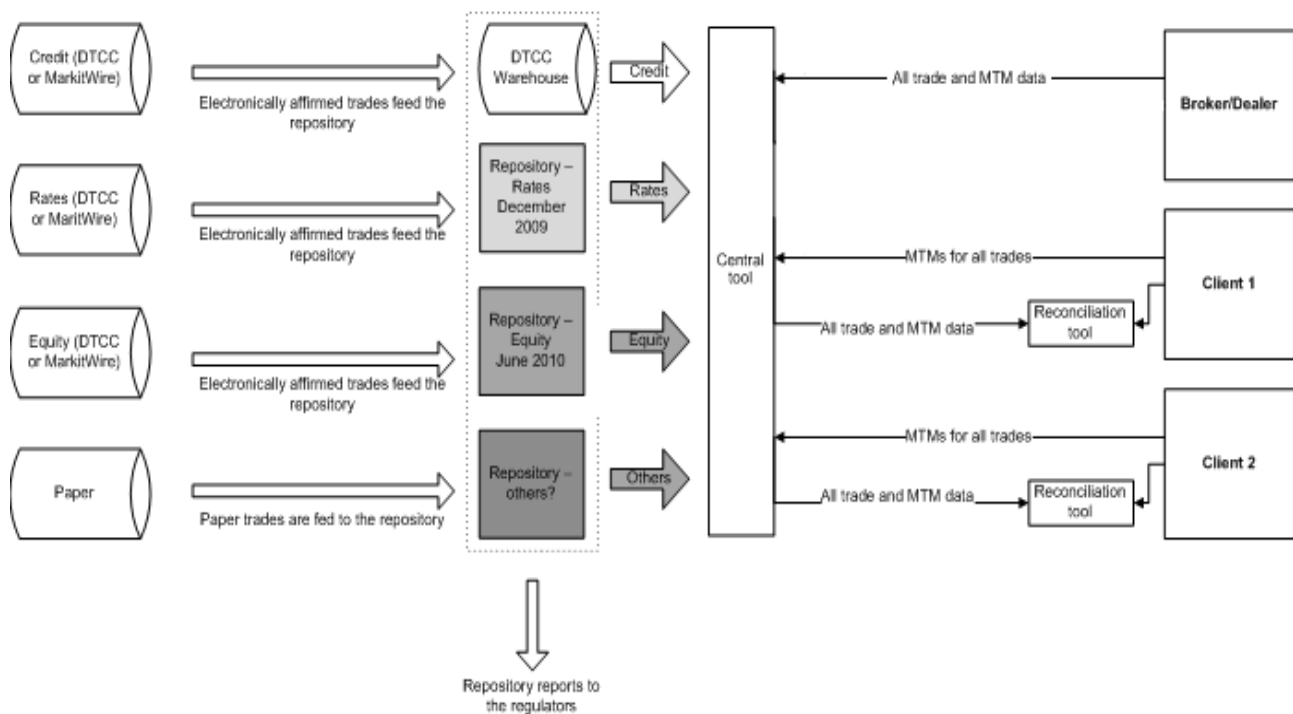 Credit (DTCC
or MarkitWire)
Electronically affirmed trades feed the
repository
DTCC
Warehouse
Credit
All trade and MTM data
Broker/Dealer
Rates (DTCC
or MaritWire)
Electronically affirmed trades feed the
repository
Repository –
Rates
December
2009
Rates
Central
tool
MTMs for all trades
Client 1
All trade and MTM data
Reconciliation
tool
Equity (DTCC
or MarkitWire)
Electronically affirmed trades feed the
repository
Repository –
Equity
June 2010
Equity
MTMs for all trades
Client 2
All trade and MTM data
Reconciliation
tool
Paper
Paper trades are fed to the repository
Repository –
others?
Others
Repository reports to
the regulators